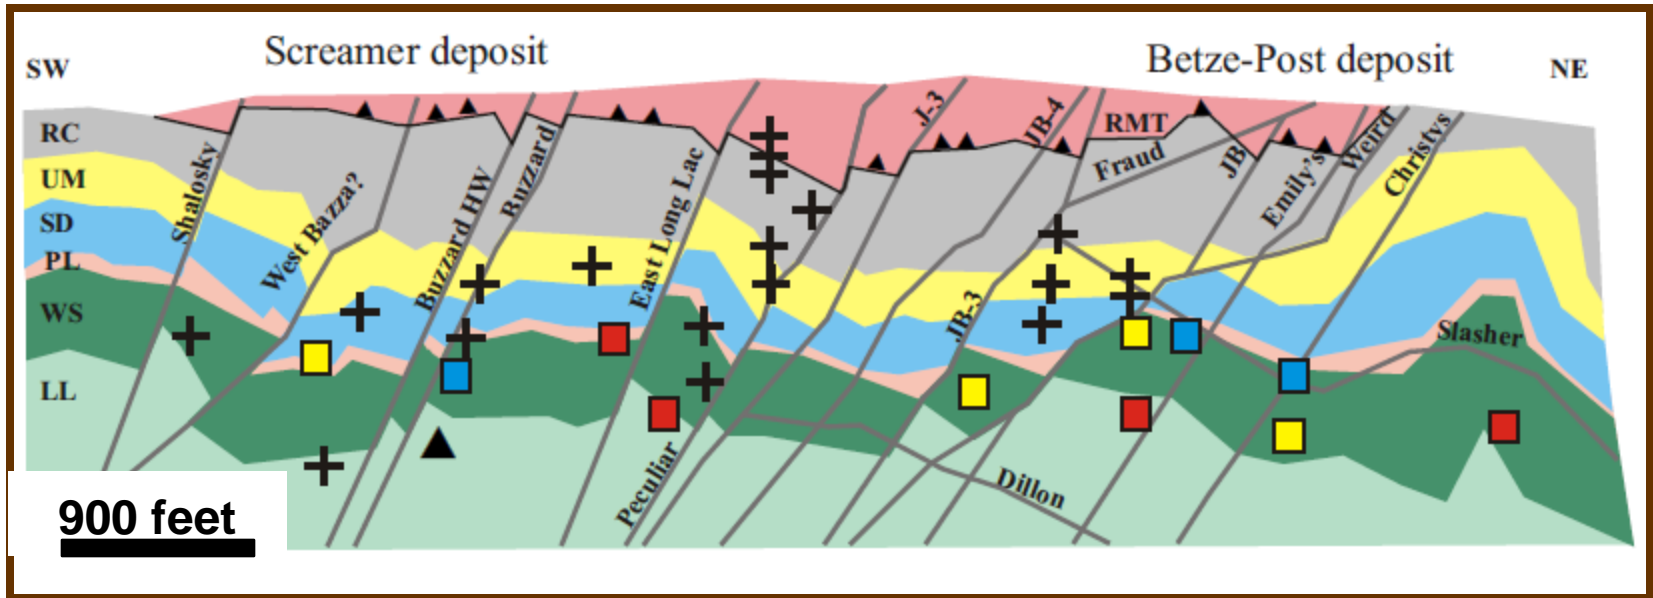 Screamer deposit
Betze-Post deposit
SW
NE
RC
UM
SD
PL
WS
LL
Shalosky
West Bazza?
Buzzard HW
Buzzard
East Long Lac
Peculiar
J-3
JB-4
RMT
Fraud
JB
Emily's
Weird
Christys
JB-3
Slasher
Dillon
900 feet